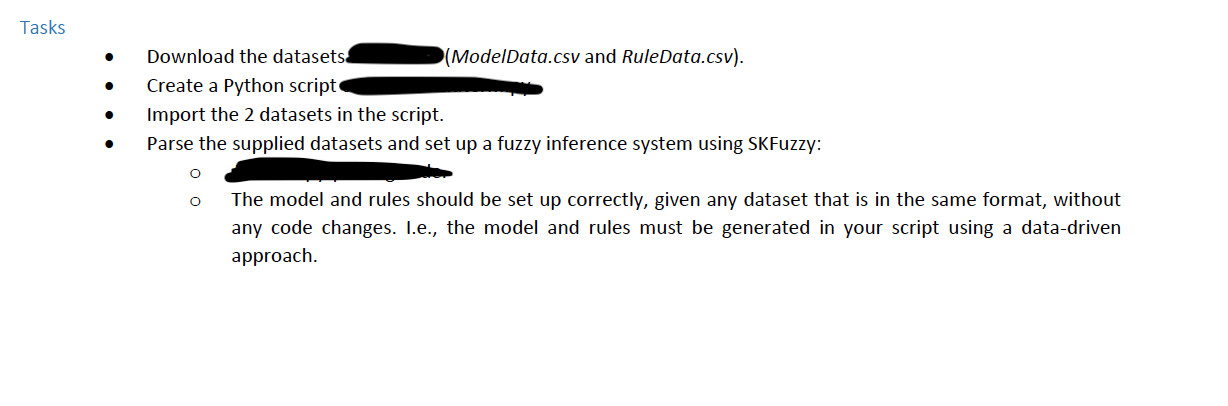 Tasks
• Download the datasets (ModelData.csv and RuleData.csv).
• Create a Python script
• Import the 2 datasets in the script.
• Parse the supplied datasets and set up a fuzzy inference system using SKFuzzy:
o
o The model and rules should be set up correctly, given any dataset that is in the same format, without
any code changes. I.e., the model and rules must be generated in your script using a data-driven
approach.